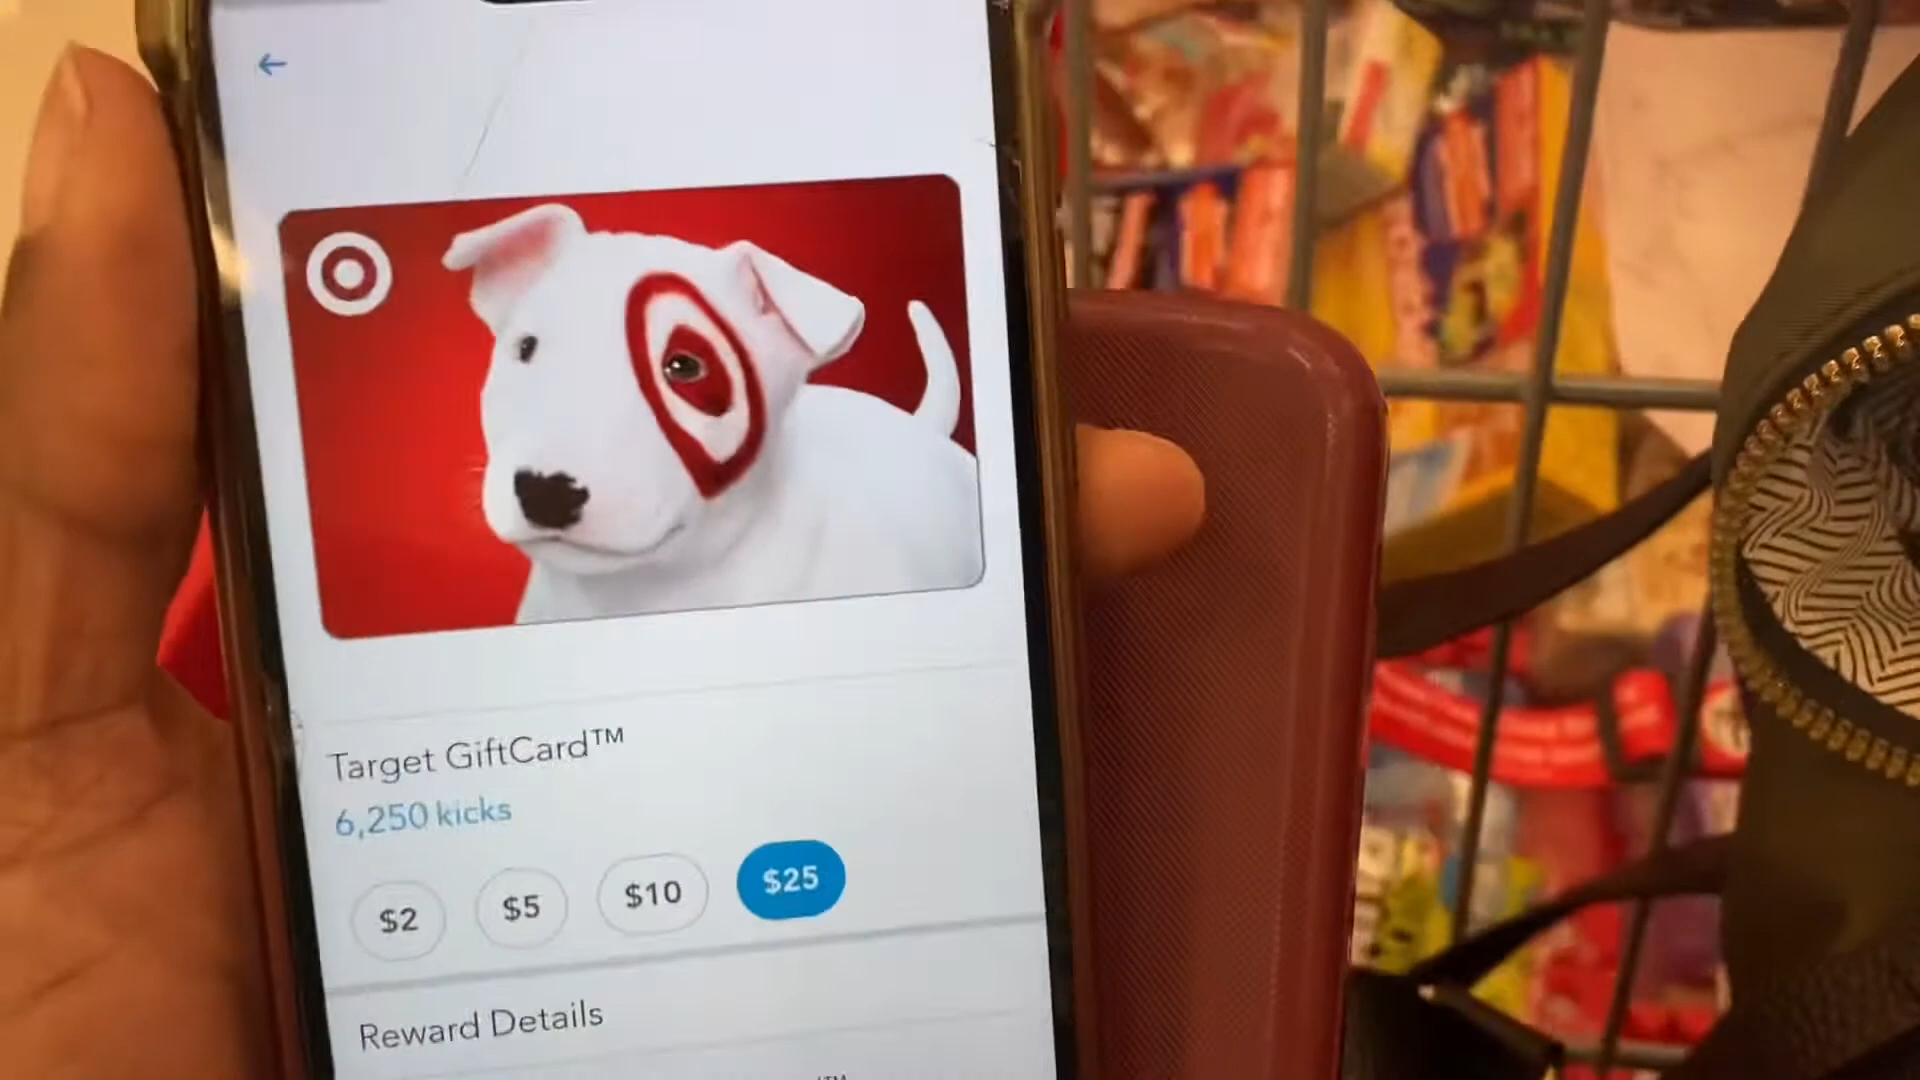 Target GiftCard™
6,250 kicks
$2 $5 $10 $25
Reward Details